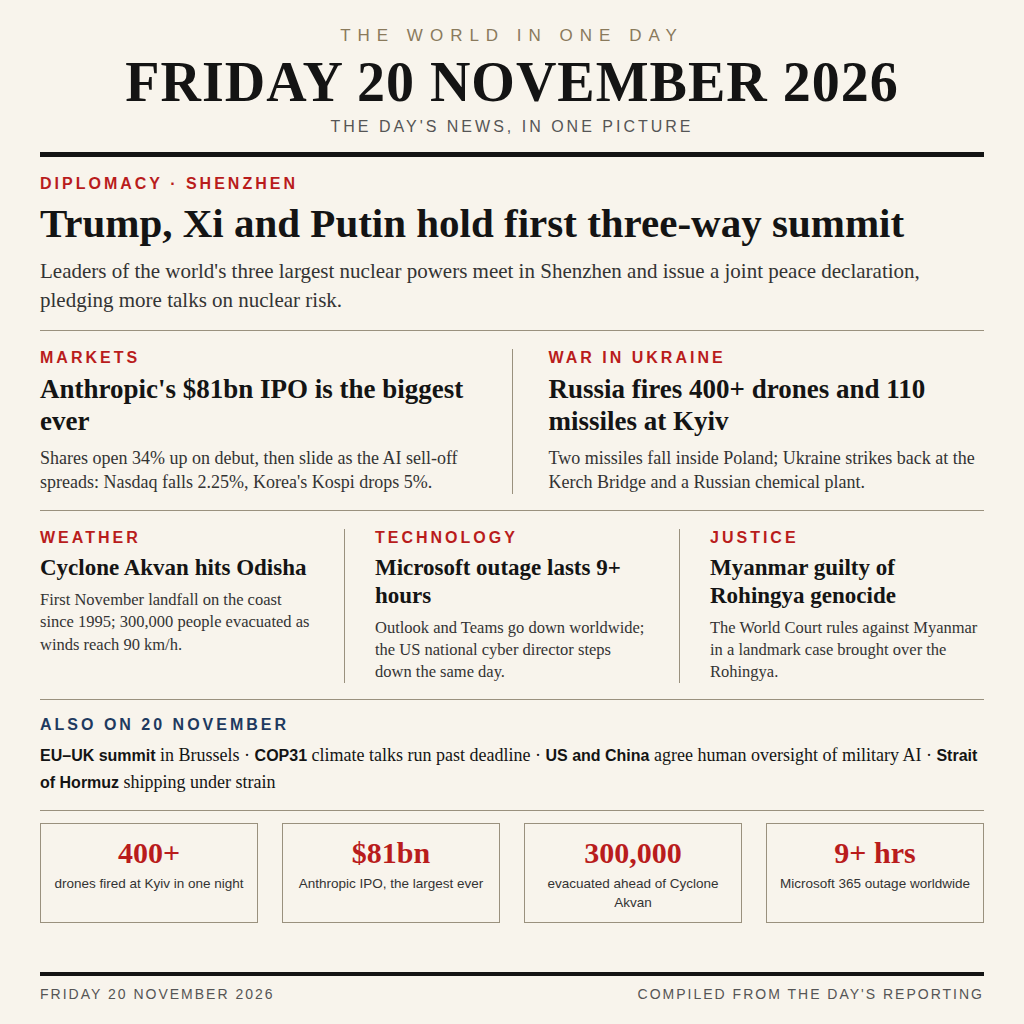 THE WORLD IN ONE DAY
FRIDAY 20 NOVEMBER 2026
THE DAY'S NEWS, IN ONE PICTURE
DIPLOMACY · SHENZHEN
Trump, Xi and Putin hold first three-way summit
Leaders of the world's three largest nuclear powers meet in Shenzhen and issue a joint peace declaration,
pledging more talks on nuclear risk.
MARKETS
Anthropic's $81bn IPO is the biggest
ever
Shares open 34% up on debut, then slide as the AI sell-off
spreads: Nasdaq falls 2.25%, Korea's Kospi drops 5%.
WAR IN UKRAINE
Russia fires 400+ drones and 110
missiles at Kyiv
Two missiles fall inside Poland; Ukraine strikes back at the
Kerch Bridge and a Russian chemical plant.
WEATHER
Cyclone Akvan hits Odisha
First November landfall on the coast
since 1995; 300,000 people evacuated as
winds reach 90 km/h.
TECHNOLOGY
Microsoft outage lasts 9+
hours
Outlook and Teams go down worldwide;
the US national cyber director steps
down the same day.
JUSTICE
Myanmar guilty of
Rohingya genocide
The World Court rules against Myanmar
in a landmark case brought over the
Rohingya.
ALSO ON 20 NOVEMBER
EU–UK summit in Brussels · COP31 climate talks run past deadline · US and China agree human oversight of military AI · Strait
of Hormuz shipping under strain
400+
drones fired at Kyiv in one night
$81bn
Anthropic IPO, the largest ever
300,000
evacuated ahead of Cyclone
Akvan
9+ hrs
Microsoft 365 outage worldwide
FRIDAY 20 NOVEMBER 2026
COMPILED FROM THE DAY'S REPORTING